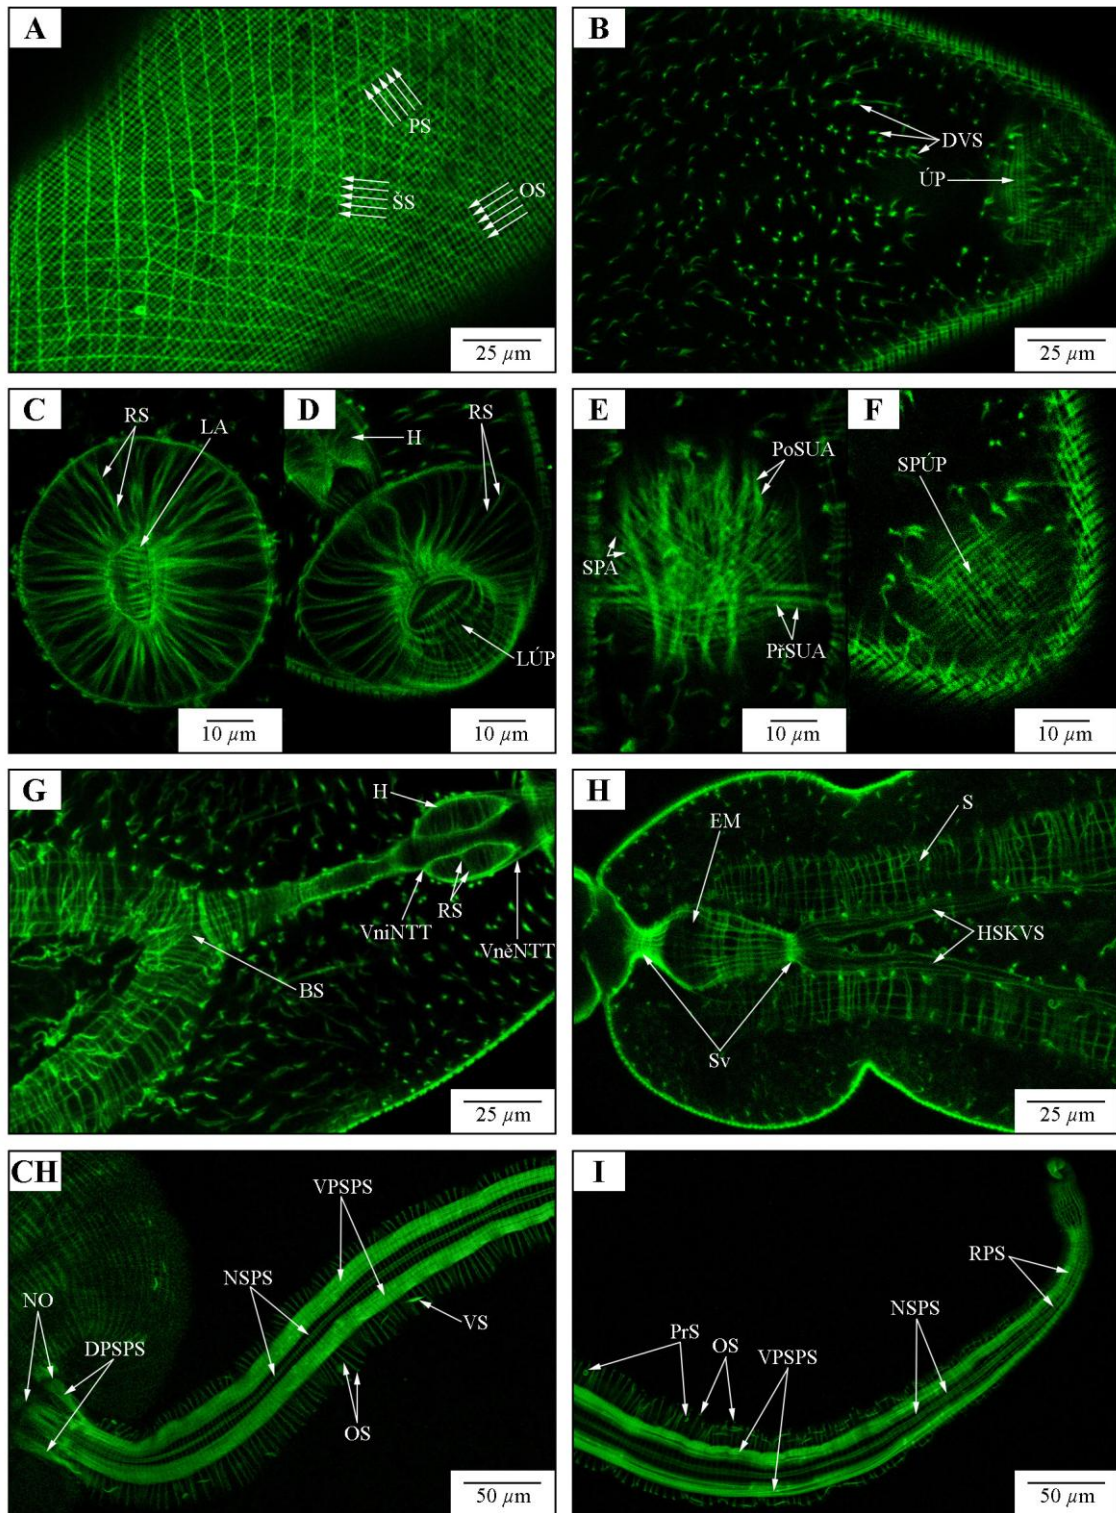 A
PS
ŠS
OS
25 µm
B
DVS
ÚP
25 µm
C
RS
LA
10 µm
D
H
RS
LÚP
10 µm
E
PoSUA
SPA
PřSUA
10 µm
F
SPÚP
10 µm
G
H
VniNTT
RS
VněNTT
BS
25 µm
H
EM
S
HSKVS
Sv
25 µm
CH
VPSPS
NSPS
NO
DPSPS
VS
OS
50 µm
I
RPS
NSPS
PrS
OS
VPSPS
50 µm